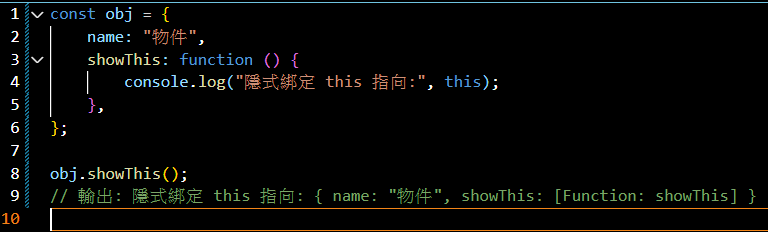 1 const obj = {
2 name: "物件",
3 showThis: function () {
4 console.log("隱式綁定 this 指向:", this);
5 },
6 };
7
8 obj.showThis();
9 // 輸出: 隱式綁定 this 指向: { name: "物件", showThis: [Function: showThis] }
10